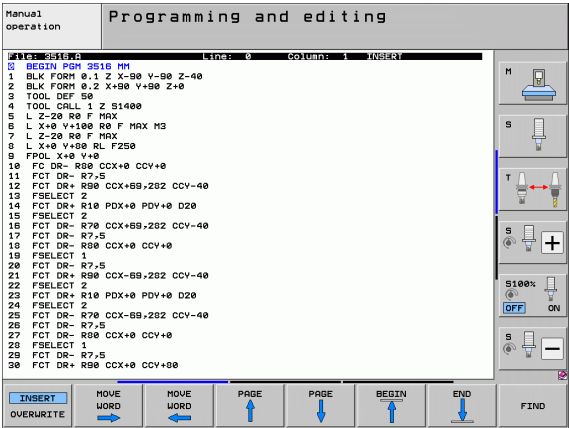 Manual operation
Programming and editing
File: 3516.A Line: 0 Column: 1 INSERT
0 BEGIN PGM 3516 MM
1 BLK FORM 0.1 Z X-90 Y-90 Z-40
2 BLK FORM 0.2 X+90 Y+90 Z+0
3 TOOL DEF 50
4 TOOL CALL 1 Z S1400
5 L Z-20 R0 F MAX
6 L X+0 Y+100 R0 F MAX M3
7 L Z-20 R0 F MAX
8 L X+0 Y+80 RL F250
9 FPOL X+0 Y+0
10 FC DR- R80 CCX+0 CCY+0
11 FCT DR- R7,5
12 FCT DR+ R90 CCX+69,282 CCY-40
13 FSELECT 2
14 FCT DR+ R10 PDX+0 PDY+0 D20
15 FSELECT 2
16 FCT DR- R70 CCX+69,282 CCY-40
17 FCT DR- R7,5
18 FCT DR- R80 CCX+0 CCY+0
19 FSELECT 1
20 FCT DR- R7,5
21 FCT DR+ R90 CCX-69,282 CCY-40
22 FSELECT 2
23 FCT DR+ R10 PDX+0 PDY+0 D20
24 FSELECT 2
25 FCT DR- R70 CCX-69,282 CCY-40
26 FCT DR- R7,5
27 FCT DR- R80 CCX+0 CCY+0
28 FSELECT 1
29 FCT DR- R7,5
30 FCT DR+ R90 CCX+0 CCY+80
M
S
T
S
S100%
OFF ON
S
INSERT
OVERWRITE
MOVE
WORD
MOVE
WORD
PAGE
PAGE
BEGIN
END
FIND